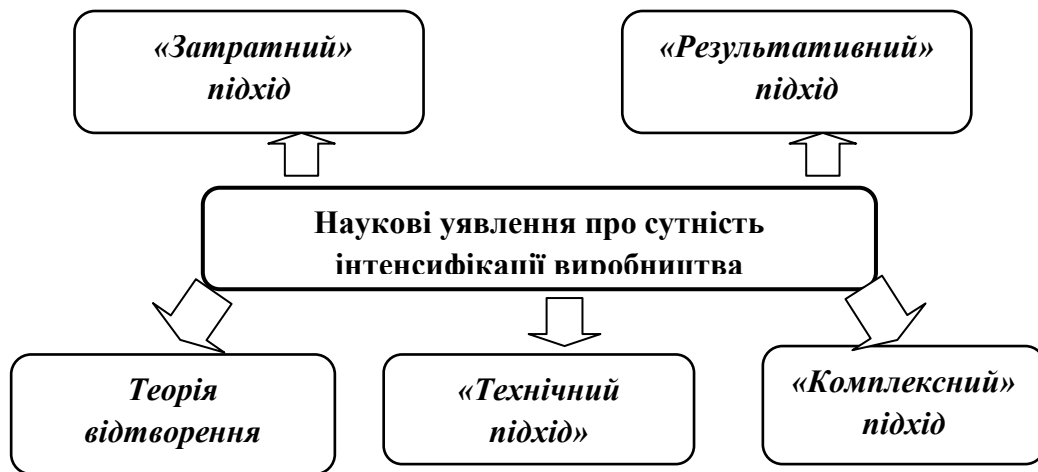 «Затратний»
підхід
«Результативний»
підхід
Наукові уявлення про сутність
інтенсифікації виробництва
Теорія
відтворення
«Технічний
підхід»
«Комплексний»
підхід